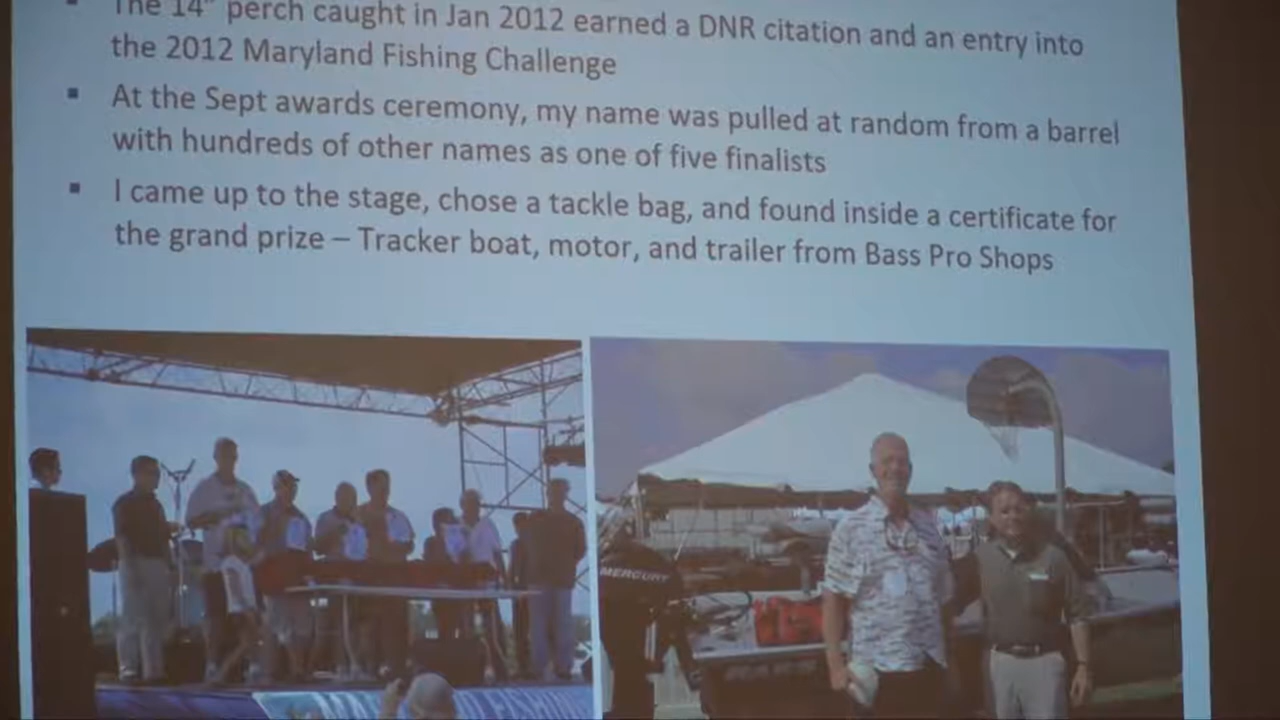 The 14" perch caught in Jan 2012 earned a DNR citation and an entry into
the 2012 Maryland Fishing Challenge
At the Sept awards ceremony, my name was pulled at random from a barrel
with hundreds of other names as one of five finalists
I came up to the stage, chose a tackle bag, and found inside a certificate for
the grand prize – Tracker boat, motor, and trailer from Bass Pro Shops
MERCURY